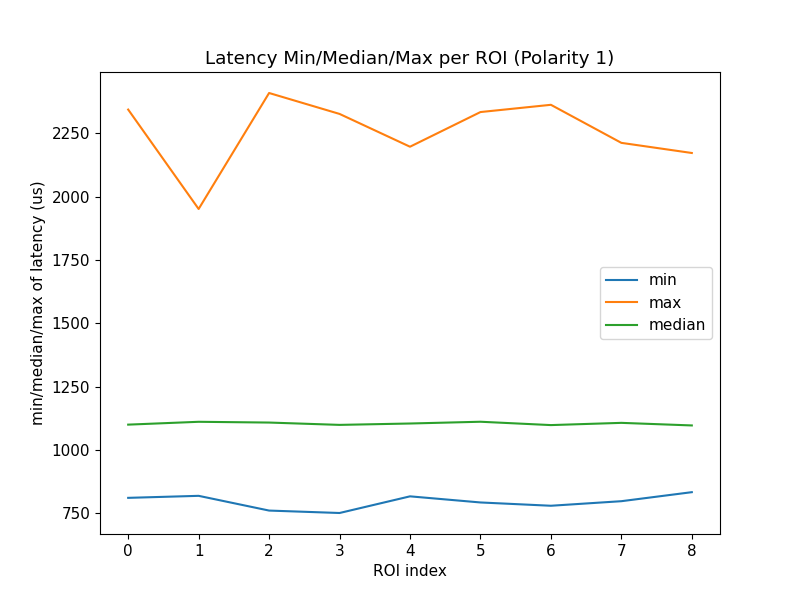 Latency Min/Median/Max per ROI (Polarity 1)
min/median/max of latency (us)
2250
2000
1750
1500
1250
1000
750
min
max
median
0 1 2 3 4 5 6 7 8
ROI index